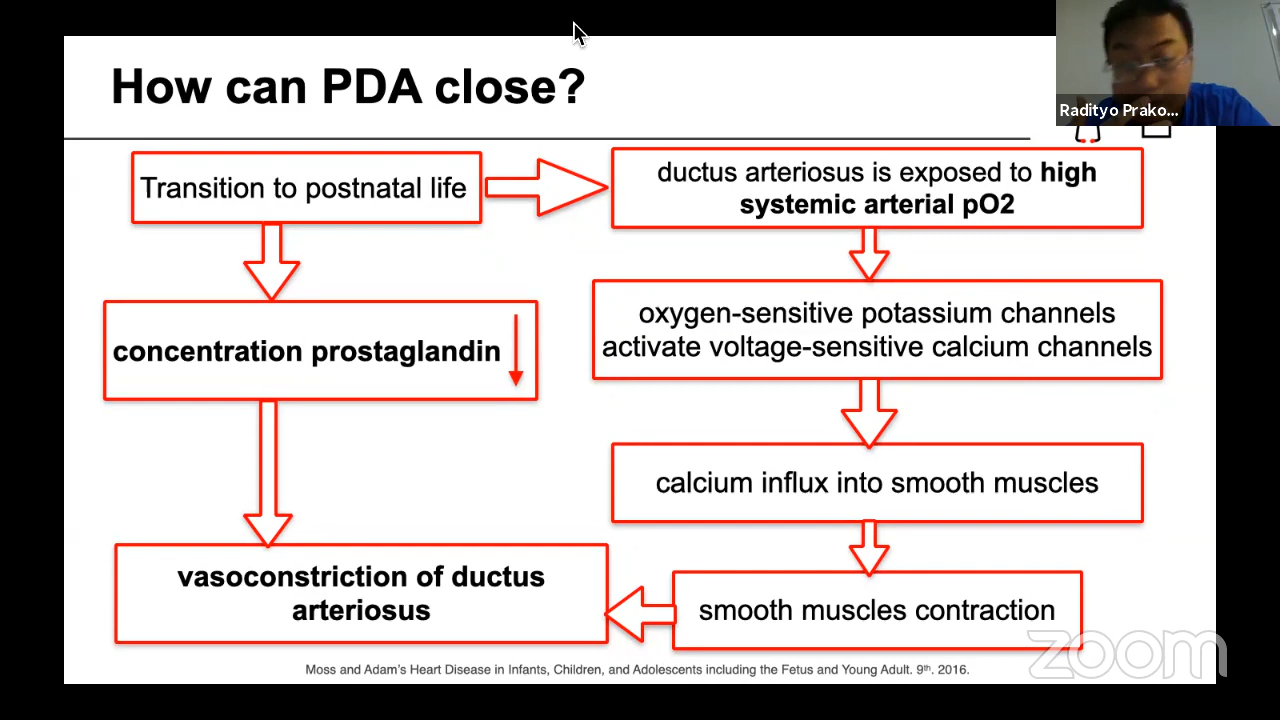 How can PDA close?
Radityo Prako...
Transition to postnatal life
ductus arteriosus is exposed to high
systemic arterial pO2
concentration prostaglandin
oxygen-sensitive potassium channels
activate voltage-sensitive calcium channels
calcium influx into smooth muscles
vasoconstriction of ductus
arteriosus
smooth muscles contraction
zoom
Moss and Adam's Heart Disease in Infants, Children, and Adolescents including the Fetus and Young Adult. 9th. 2016.